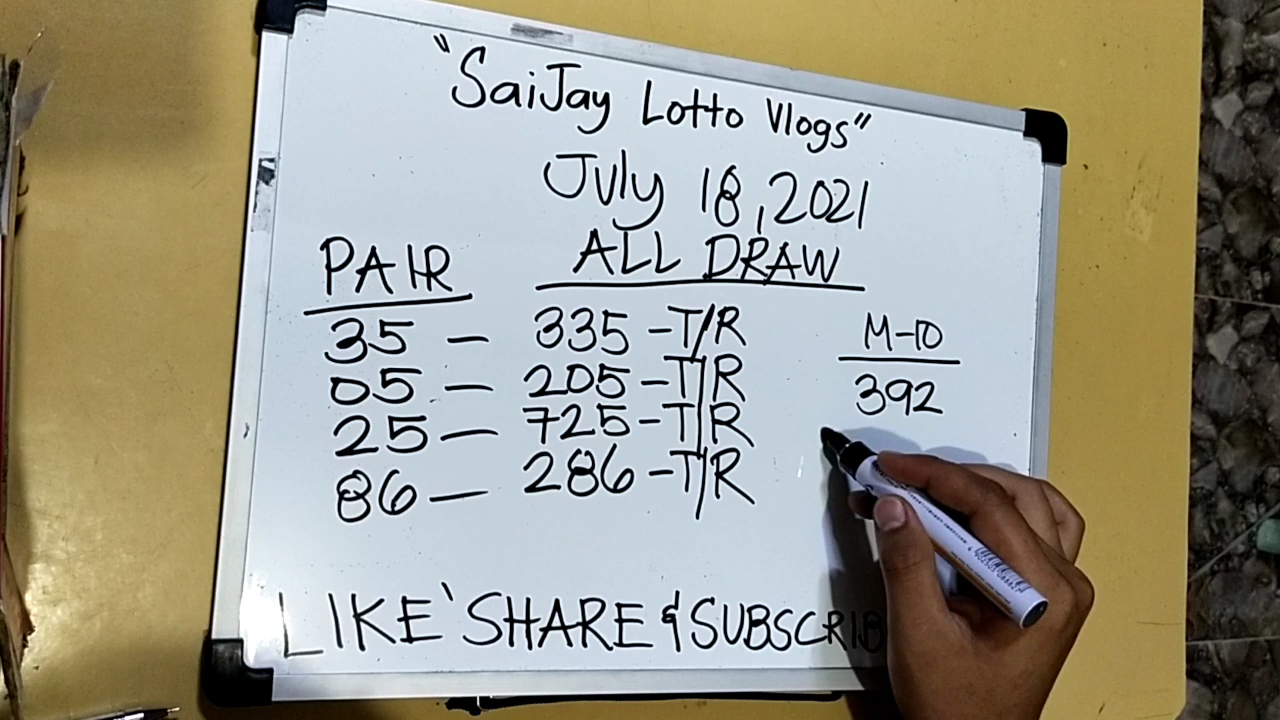 "SaiJay Lotto Vlogs"
July 18, 2021
PAIR ALL DRAW
35 — 335 -T/R
05 — 205 -T/R
25 — 725 -T/R
86 — 286 -T/R
M-10
392
LIKE 'SHARE & SUBSCRIB